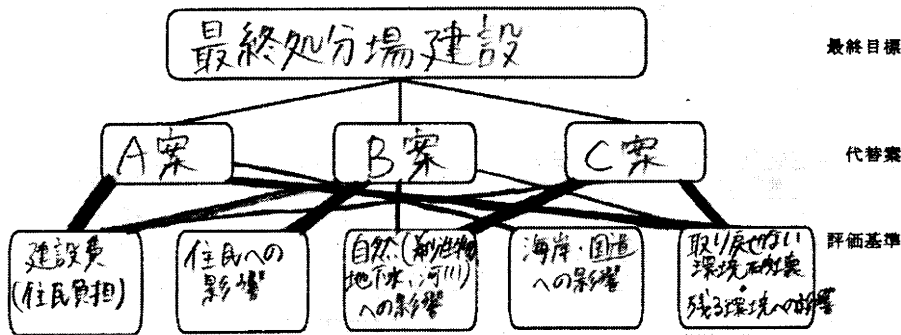 最終処分場建設
最終目標
A案
B案
C案
代替案
建設費
(住民負担)
住民への
影響
自然(希少生物
地下水、河川)
への影響
海岸・国道
への影響
取り戻せない
環境破壊・
残る環境への影響
評価基準